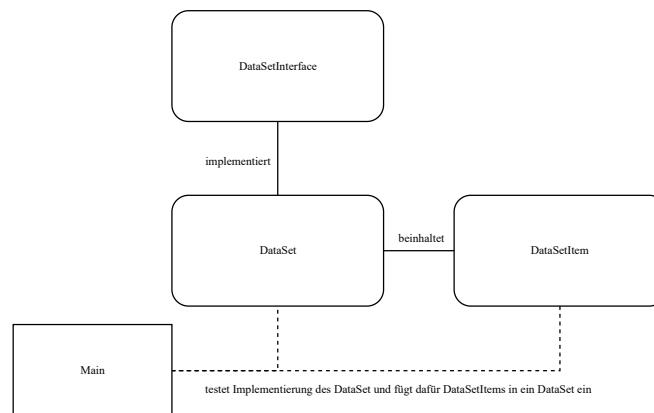 DataSetInterface
implementiert
DataSet
beinhaltet
DataSetItem
Main
testet Implementierung des DataSet und fügt dafür DataSetItems in ein DataSet ein